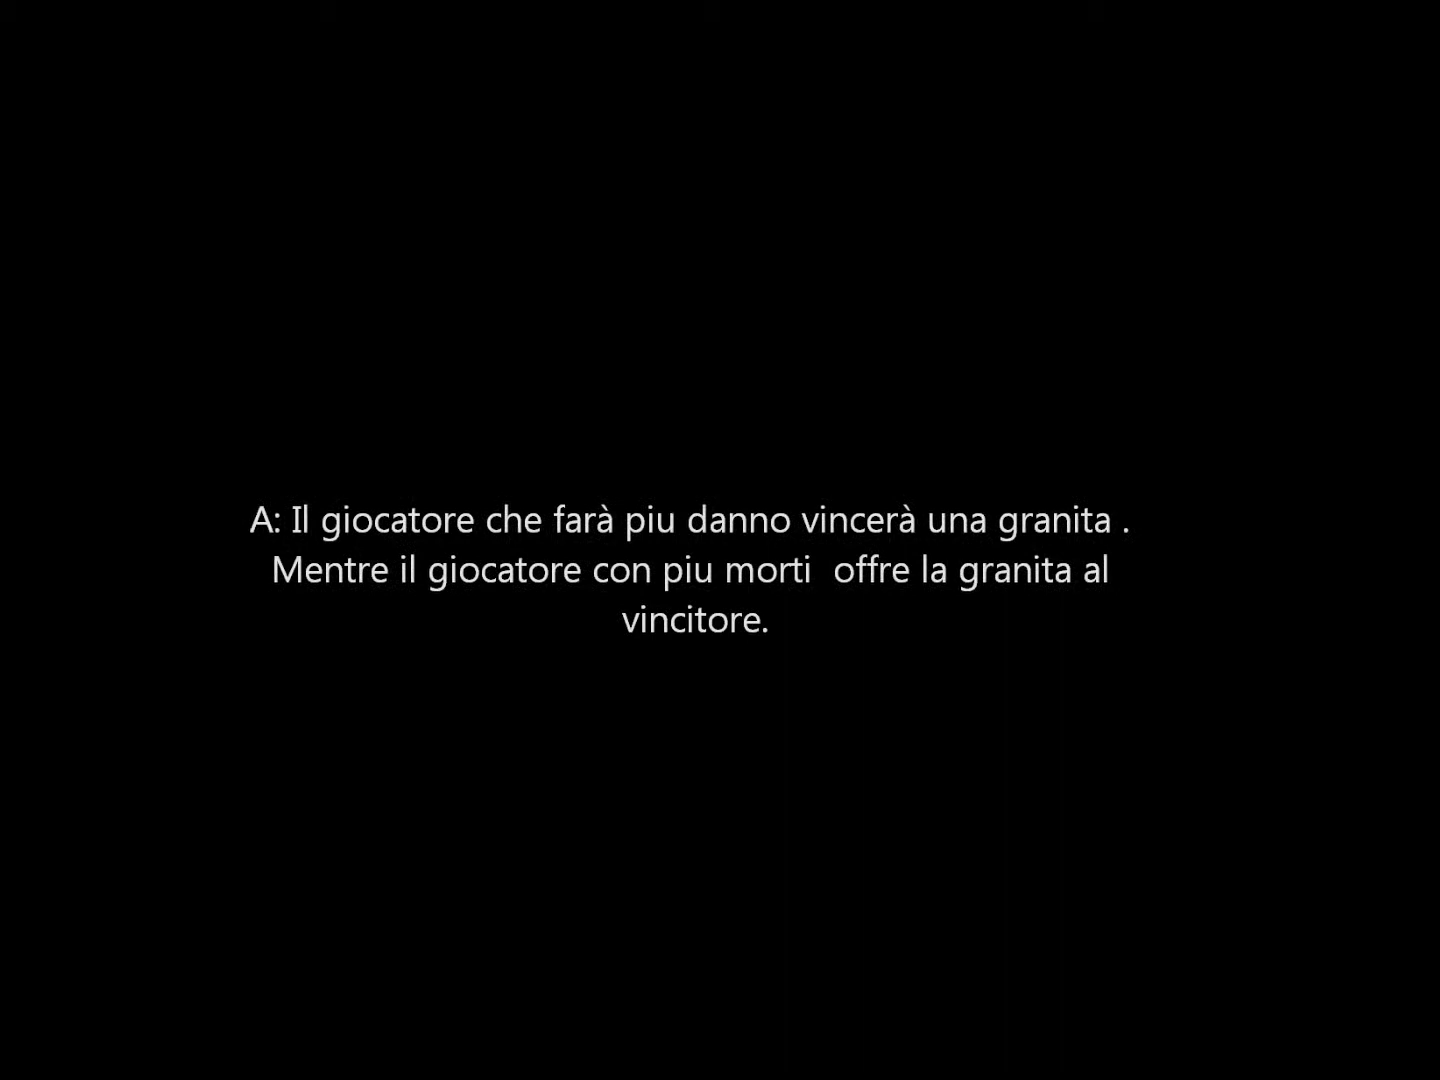 A: Il giocatore che farà piu danno vincerà una granita .
Mentre il giocatore con piu morti  offre la granita al
vincitore.